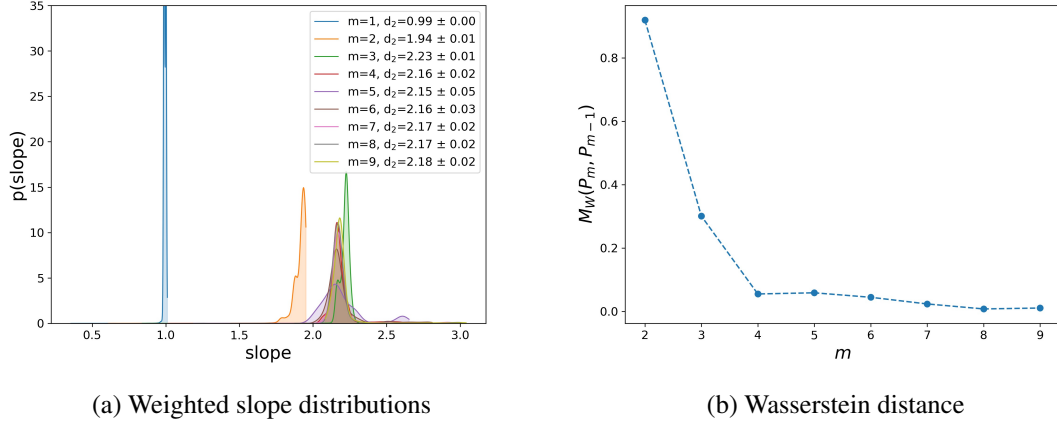 35
30
25
20
15
10
5
0
p(slope)
0.5 1.0 1.5 2.0 2.5 3.0
slope
m=1, d₂=0.99 ± 0.00
m=2, d₂=1.94 ± 0.01
m=3, d₂=2.23 ± 0.01
m=4, d₂=2.16 ± 0.02
m=5, d₂=2.15 ± 0.05
m=6, d₂=2.16 ± 0.03
m=7, d₂=2.17 ± 0.02
m=8, d₂=2.17 ± 0.02
m=9, d₂=2.18 ± 0.02
(a) Weighted slope distributions
0.8
0.6
0.4
0.2
0.0
M_W(P_m, P_{m−1})
2 3 4 5 6 7 8 9
m
(b) Wasserstein distance